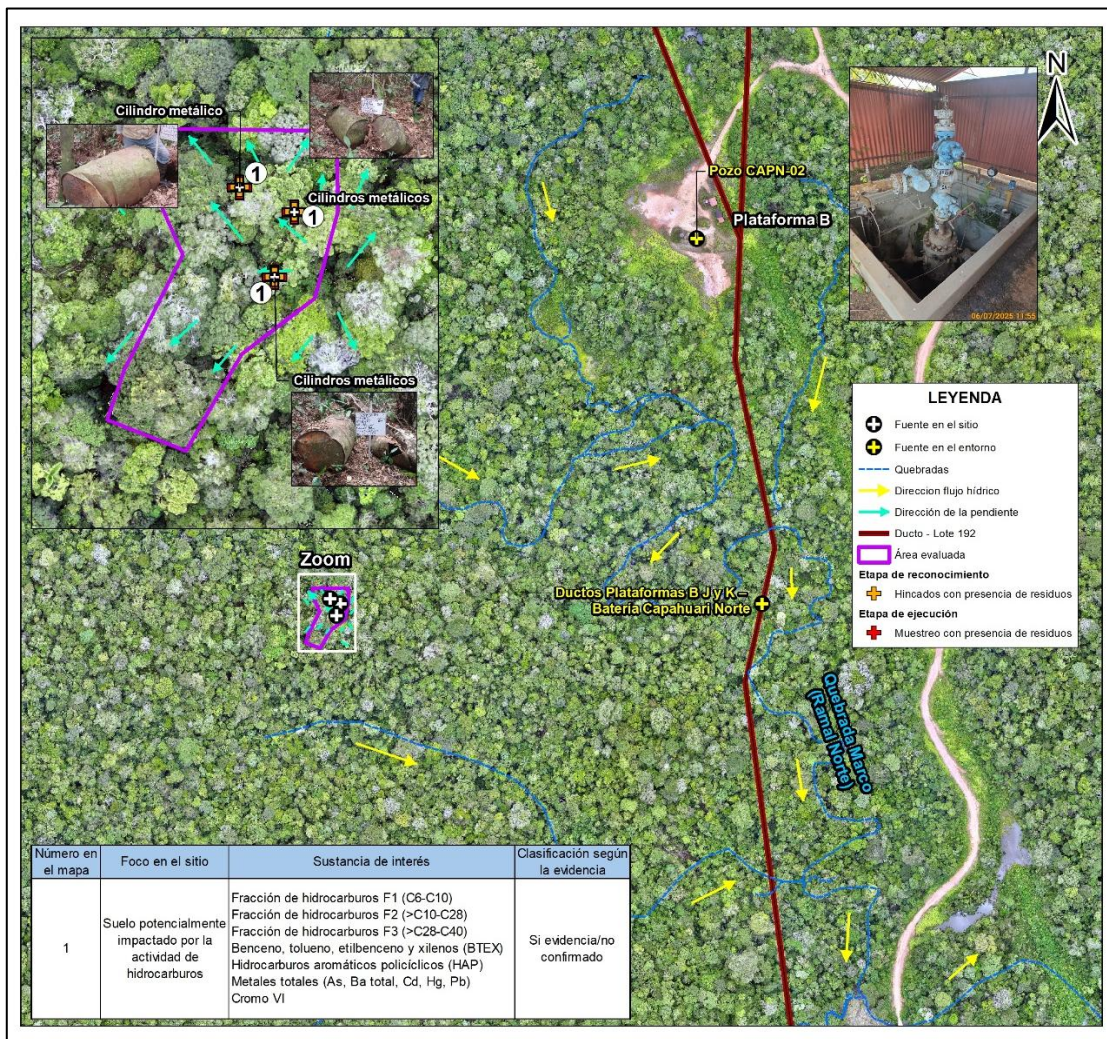 Cilindro metálico
1
Cilindros metálicos
1
1
Cilindros metálicos
Zoom
Pozo CAPN-02
Plataforma B
N
06/07/2025 11:55
Ductos Plataformas B J y K –
Batería Capahuari Norte
Quebrada Marco
(Ramal Norte)
LEYENDA
Fuente en el sitio
Fuente en el entorno
Quebradas
Direccion flujo hídrico
Dirección de la pendiente
Ducto - Lote 192
Área evaluada
Etapa de reconocimiento
Hincados con presencia de residuos
Etapa de ejecución
Muestreo con presencia de residuos
Número en
el mapa
Foco en el sitio
Sustancia de interés
Clasificación según
la evidencia
1
Suelo potencialmente
impactado por la
actividad de
hidrocarburos
Fracción de hidrocarburos F1 (C6-C10)
Fracción de hidrocarburos F2 (>C10-C28)
Fracción de hidrocarburos F3 (>C28-C40)
Benceno, tolueno, etilbenceno y xilenos (BTEX)
Hidrocarburos aromáticos policíclicos (HAP)
Metales totales (As, Ba total, Cd, Hg, Pb)
Cromo VI
Si evidencia/no
confirmado